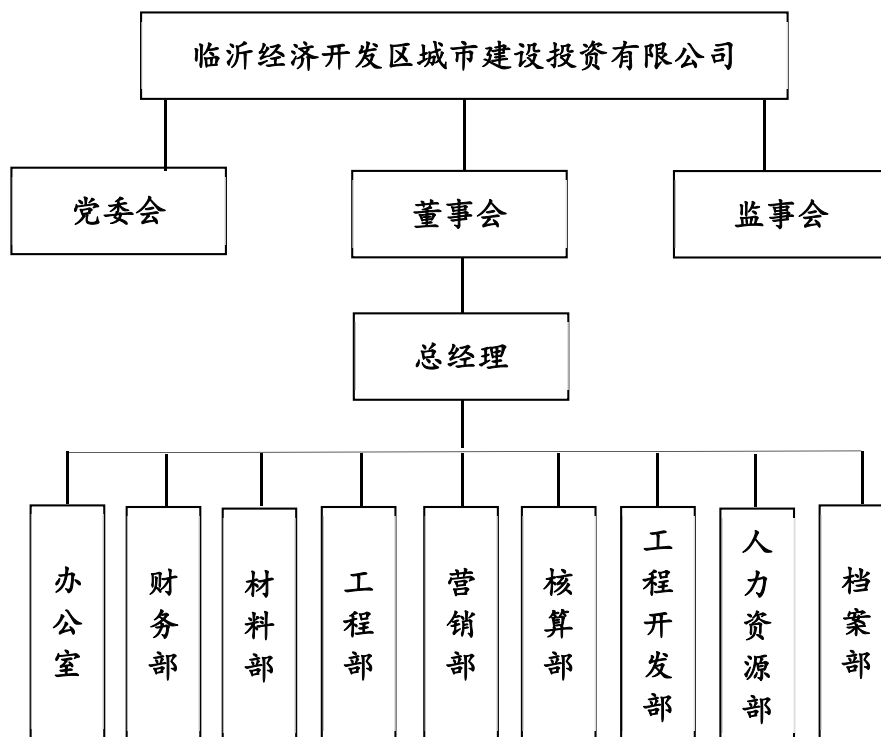 临沂经济开发区城市建设投资有限公司
党委会
董事会
监事会
总经理
办公室
财务部
材料部
工程部
营销部
核算部
工程开发部
人力资源部
档案部